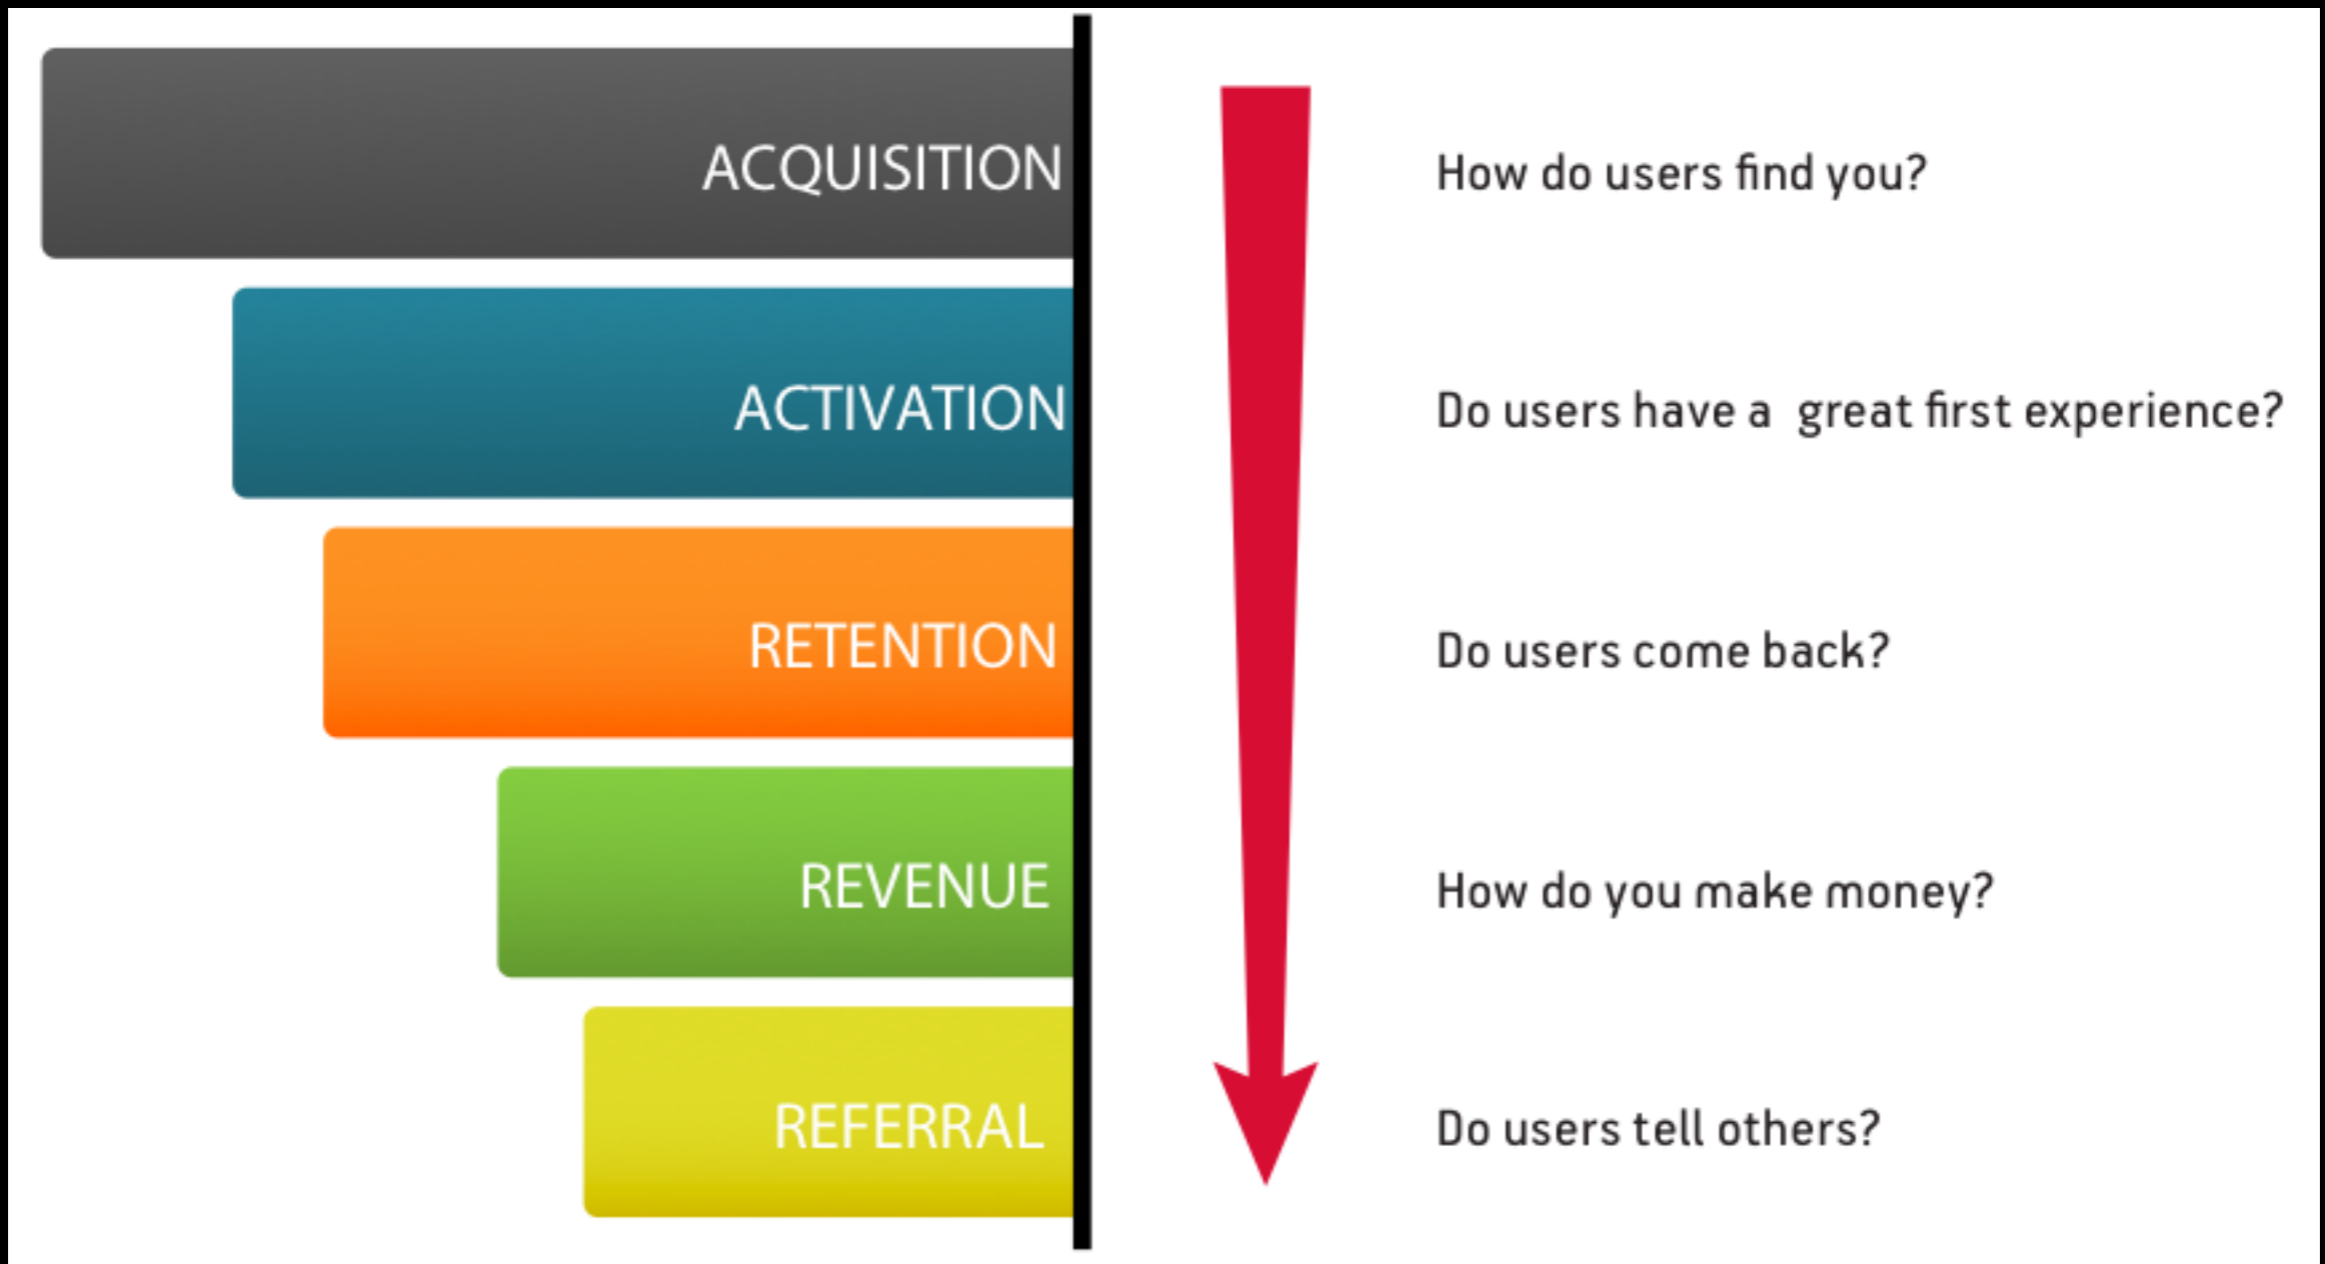 ACQUISITION
How do users find you?
ACTIVATION
Do users have a great first experience?
RETENTION
Do users come back?
REVENUE
How do you make money?
REFERRAL
Do users tell others?